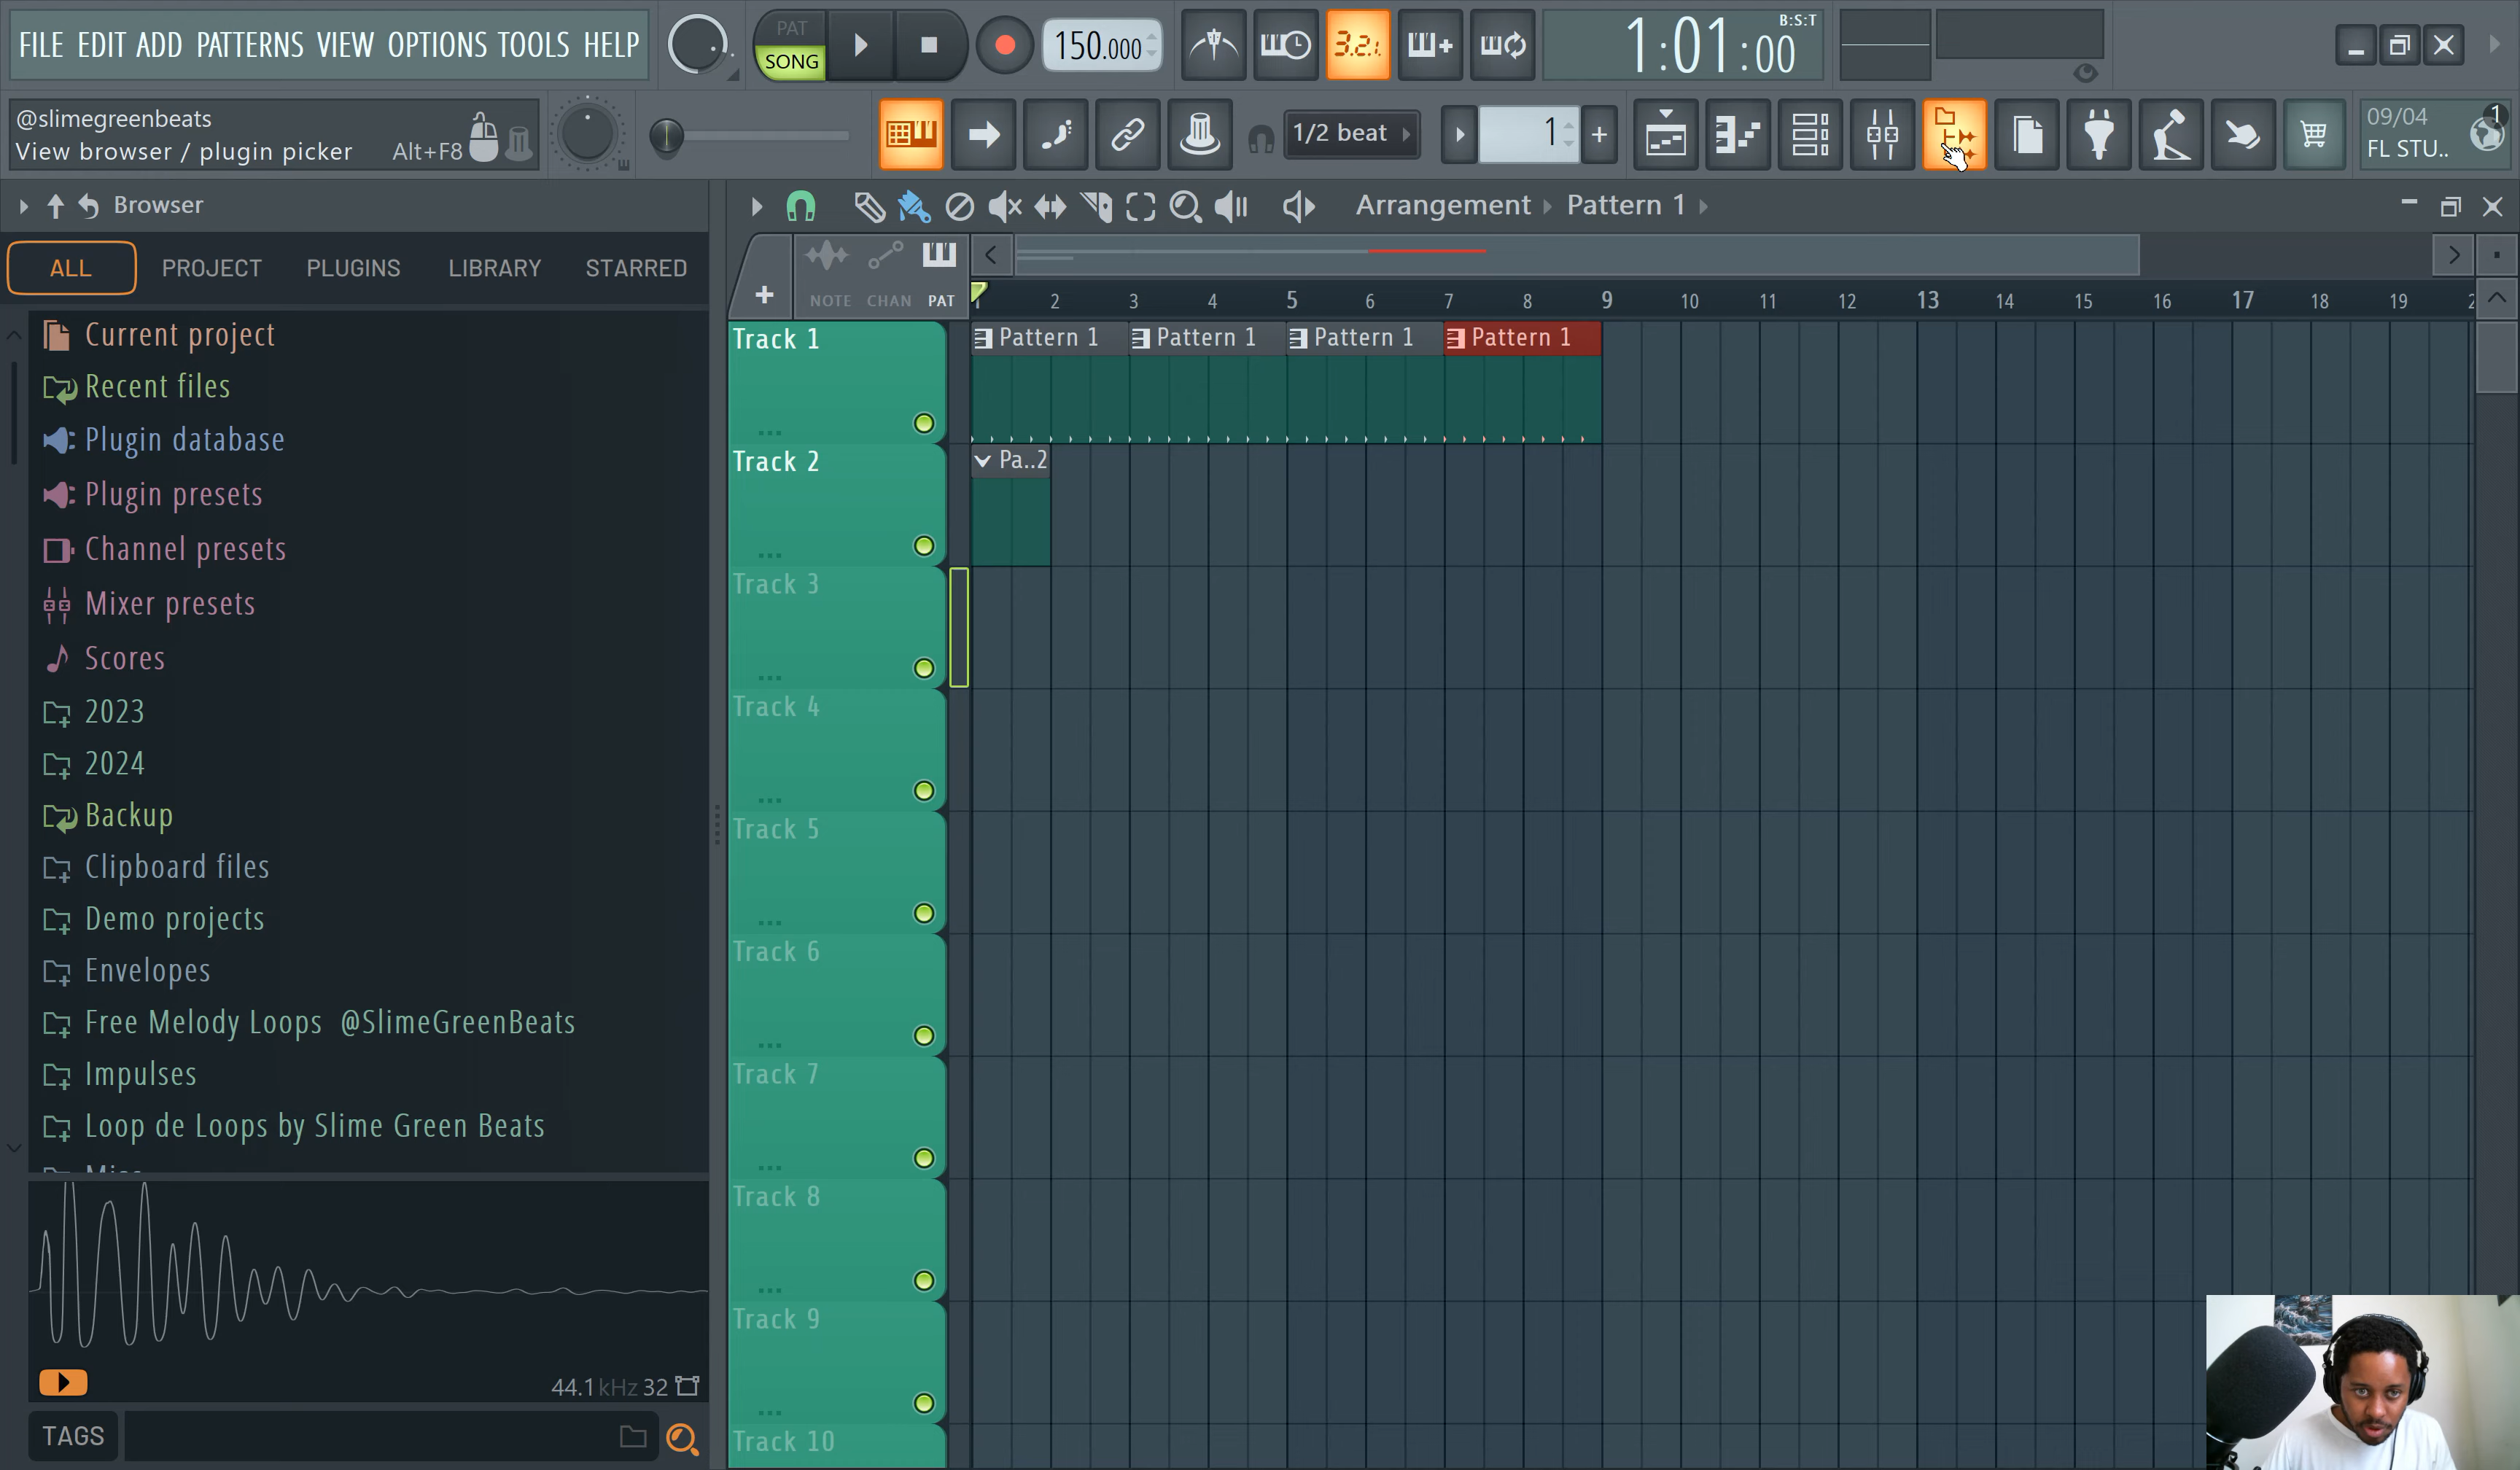 FILE EDIT ADD PATTERNS VIEW OPTIONS TOOLS HELP
PAT
SONG
150.000
3.2.1
B:S:T
1:01:00
@slimegreenbeats
View browser / plugin picker Alt+F8
1/2 beat
1
09/04 1
FL STU..
Browser
Arrangement Pattern 1
ALL PROJECT PLUGINS LIBRARY STARRED
NOTE CHAN PAT
1 2 3 4 5 6 7 8 9 10 11 12 13 14 15 16 17 18 19
Current project
Recent files
Plugin database
Plugin presets
Channel presets
Mixer presets
Scores
2023
2024
Backup
Clipboard files
Demo projects
Envelopes
Free Melody Loops @SlimeGreenBeats
Impulses
Loop de Loops by Slime Green Beats
44.1kHz 32
TAGS
Track 1
Pattern 1 Pattern 1 Pattern 1 Pattern 1
Track 2
Pa..2
Track 3
Track 4
Track 5
Track 6
Track 7
Track 8
Track 9
Track 10